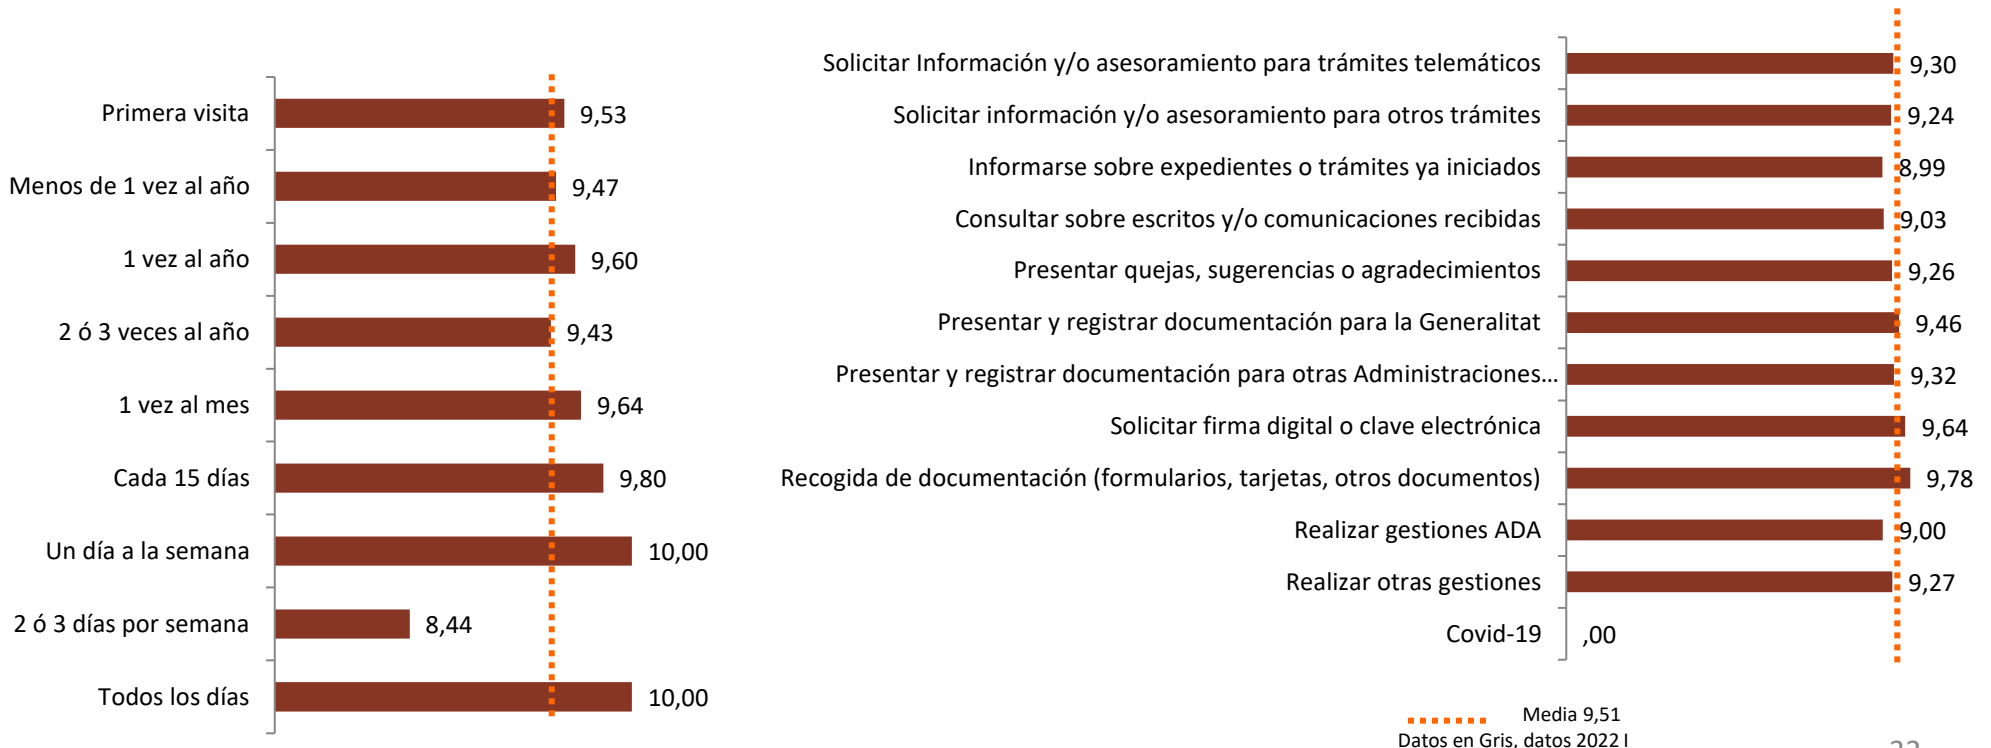 Primera visita 9,53
Menos de 1 vez al año 9,47
1 vez al año 9,60
2 ó 3 veces al año 9,43
1 vez al mes 9,64
Cada 15 días 9,80
Un día a la semana 10,00
2 ó 3 días por semana 8,44
Todos los días 10,00
Solicitar Información y/o asesoramiento para trámites telemáticos 9,30
Solicitar información y/o asesoramiento para otros trámites 9,24
Informarse sobre expedientes o trámites ya iniciados 8,99
Consultar sobre escritos y/o comunicaciones recibidas 9,03
Presentar quejas, sugerencias o agradecimientos 9,26
Presentar y registrar documentación para la Generalitat 9,46
Presentar y registrar documentación para otras Administraciones… 9,32
Solicitar firma digital o clave electrónica 9,64
Recogida de documentación (formularios, tarjetas, otros documentos) 9,78
Realizar gestiones ADA 9,00
Realizar otras gestiones 9,27
Covid-19 ,00
Media 9,51
Datos en Gris, datos 2022 I